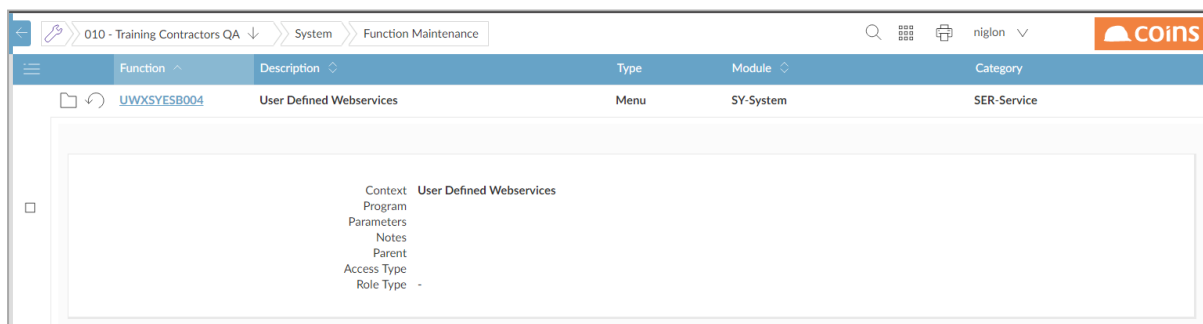 010 - Training Contractors QA System Function Maintenance niglon coins
Function Description Type Module Category
UWXSYESB004 User Defined Webservices Menu SY-System SER-Service
Context User Defined Webservices
Program
Parameters
Notes
Parent
Access Type
Role Type -